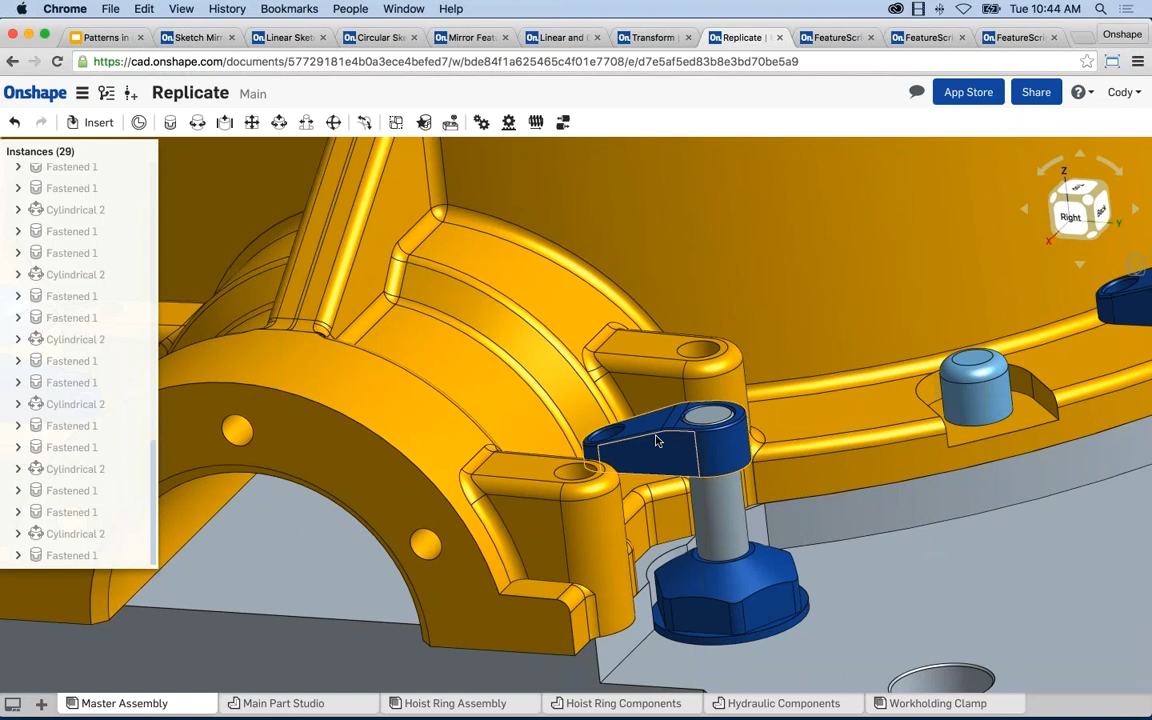 Chrome File Edit View History Bookmarks People Window Help Tue 10:44 AM
Patterns in Sketch Mirr Linear Sket Circular Ske Mirror Featu Linear and C Transform | Replicate | FeatureScri FeatureScri FeatureScri Onshape
https://cad.onshape.com/documents/57729181e4b0a3ece4befed7/w/bde84f1a625465c4f01e7708/e/d7e5af5ed83b8e3bd70be5a9
Onshape Replicate Main App Store Share Cody
Insert
Instances (29)
Fastened 1
Fastened 1
Cylindrical 2
Fastened 1
Fastened 1
Cylindrical 2
Fastened 1
Fastened 1
Cylindrical 2
Fastened 1
Fastened 1
Cylindrical 2
Fastened 1
Fastened 1
Cylindrical 2
Fastened 1
Fastened 1
Cylindrical 2
Fastened 1
Z
Right
X
Y
Master Assembly Main Part Studio Hoist Ring Assembly Hoist Ring Components Hydraulic Components Workholding Clamp